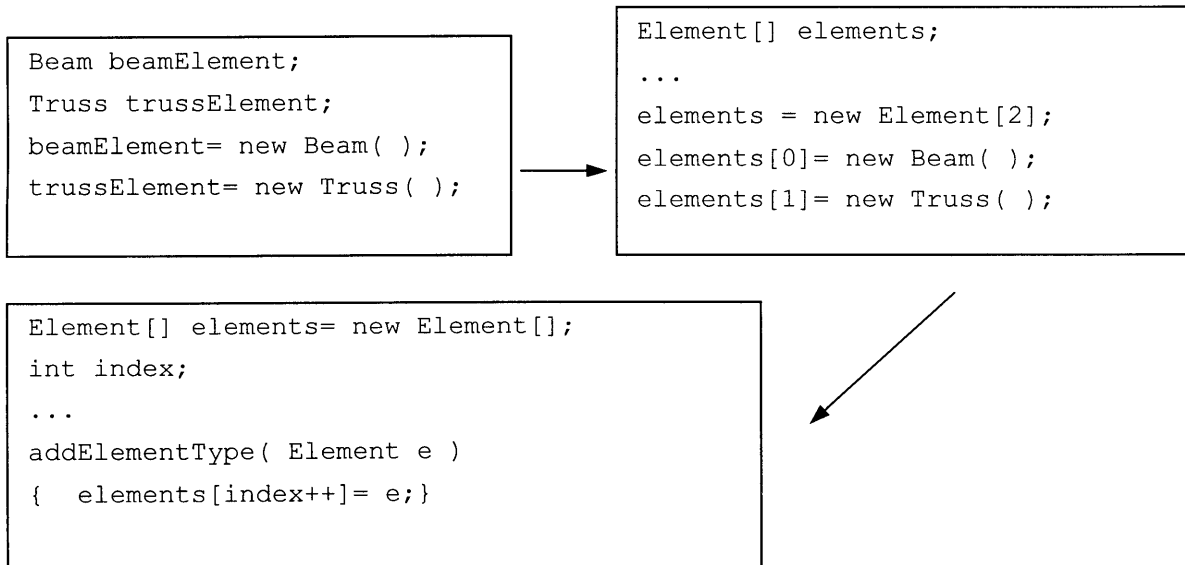 Beam beamElement;
Truss trussElement;
beamElement= new Beam( );
trussElement= new Truss( );
Element[] elements;
...
elements = new Element[2];
elements[0]= new Beam( );
elements[1]= new Truss( );
Element[] elements= new Element[];
int index;
...
addElementType( Element e )
{  elements[index++]= e;}